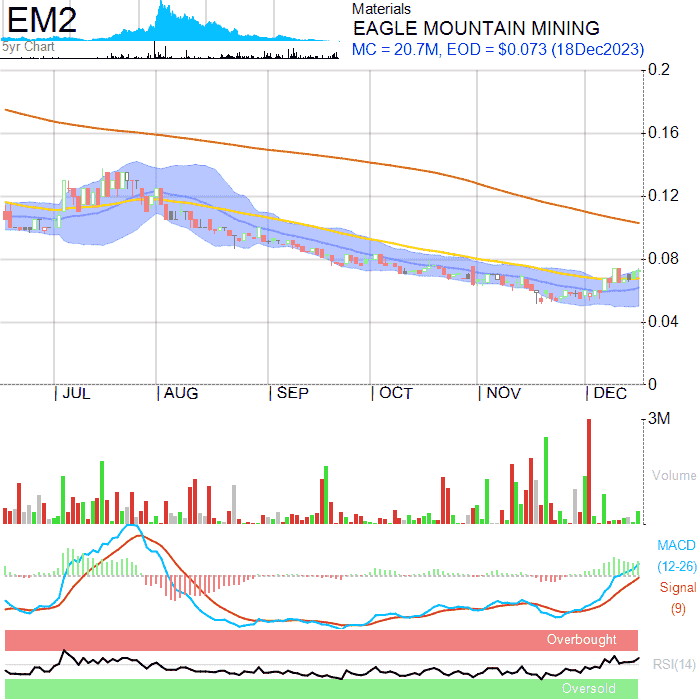 EM2
5yr Chart
Materials
EAGLE MOUNTAIN MINING
MC = 20.7M, EOD = $0.073 (18Dec2023)
0.2
0.16
0.12
0.08
0.04
0
JUL AUG SEP OCT NOV DEC
3M
Volume
MACD
(12-26)
Signal
(9)
Overbought
RSI(14)
Oversold